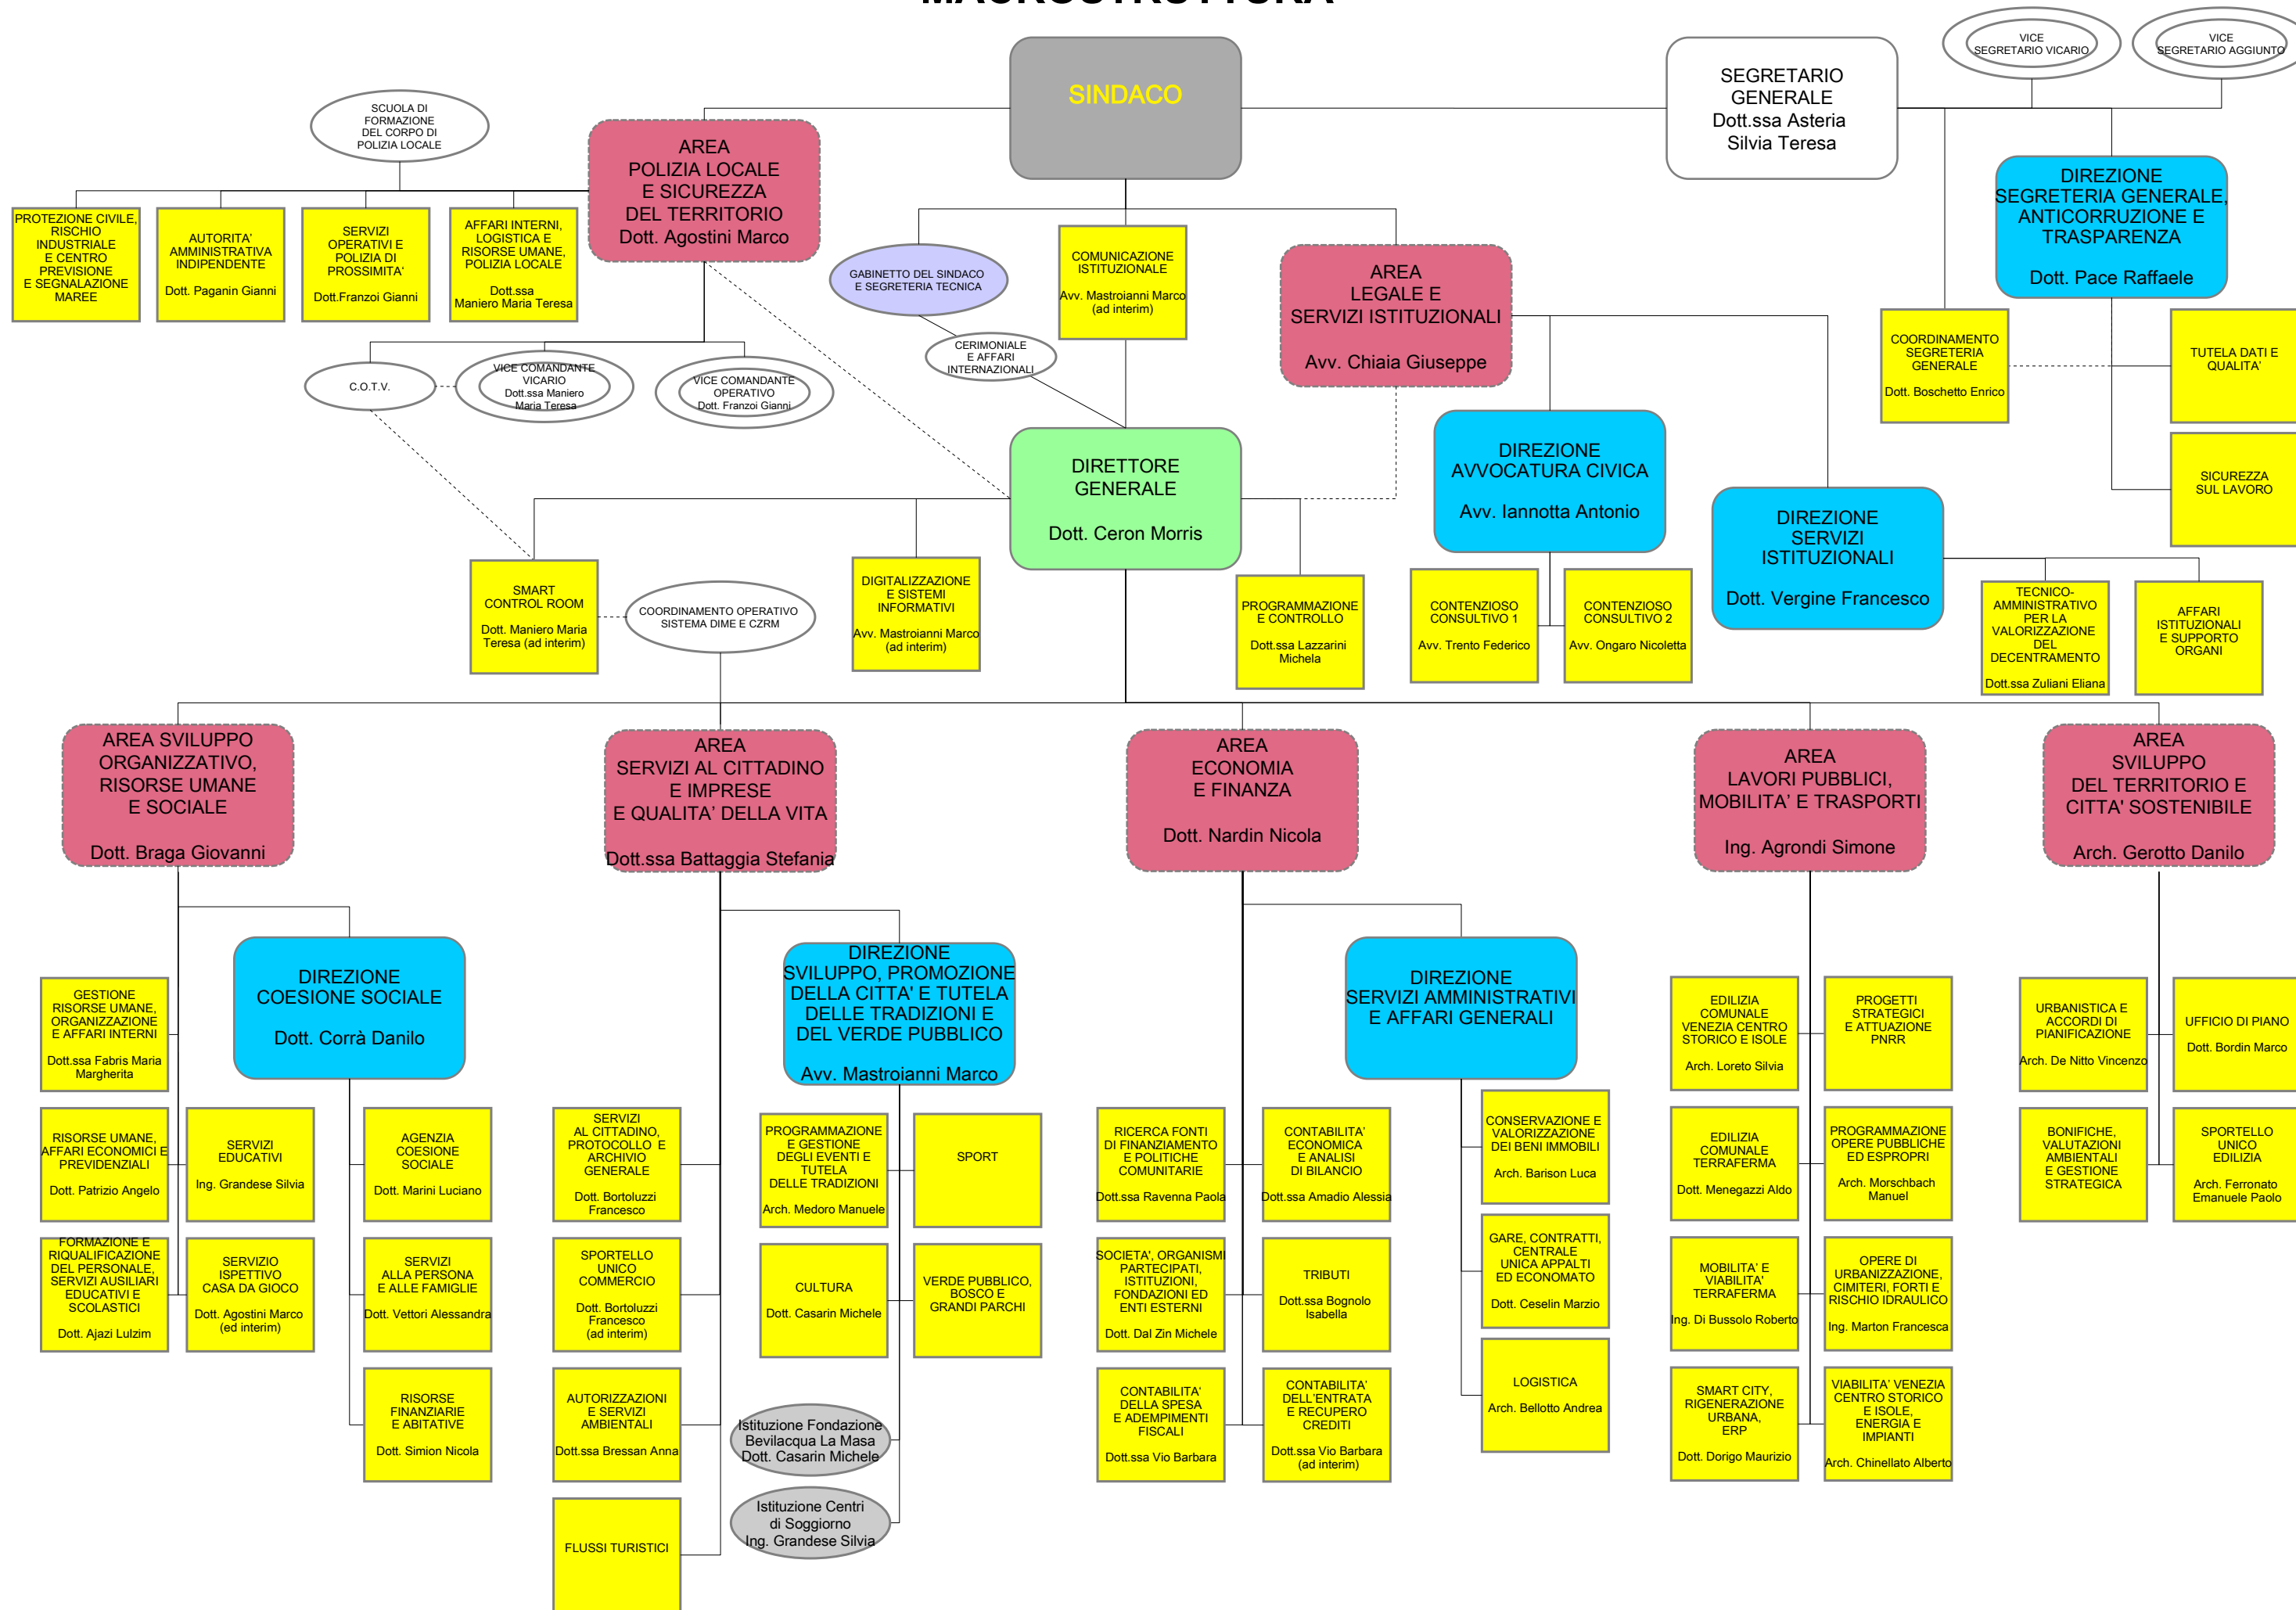 MACROSTRUTTURA
SINDACO
SEGRETARIO
GENERALE
Dott.ssa Asteria
Silvia Teresa
VICE
SEGRETARIO VICARIO
VICE
SEGRETARIO AGGIUNTO
SCUOLA DI
FORMAZIONE
DEL CORPO DI
POLIZIA LOCALE
AREA
POLIZIA LOCALE
E SICUREZZA
DEL TERRITORIO
Dott. Agostini Marco
DIREZIONE
SEGRETERIA GENERALE,
ANTICORRUZIONE E
TRASPARENZA
Dott. Pace Raffaele
PROTEZIONE CIVILE,
RISCHIO
INDUSTRIALE
E CENTRO
PREVISIONE
E SEGNALAZIONE
MAREE
AUTORITA'
AMMINISTRATIVA
INDIPENDENTE
Dott. Paganin Gianni
SERVIZI
OPERATIVI E
POLIZIA DI
PROSSIMITA'
Dott.Franzoi Gianni
AFFARI INTERNI,
LOGISTICA E
RISORSE UMANE,
POLIZIA LOCALE
Dott.ssa
Maniero Maria Teresa
GABINETTO DEL SINDACO
E SEGRETERIA TECNICA
COMUNICAZIONE
ISTITUZIONALE
Avv. Mastroianni Marco
(ad interim)
AREA
LEGALE E
SERVIZI ISTITUZIONALI
Avv. Chiaia Giuseppe
CERIMONIALE
E AFFARI
INTERNAZIONALI
COORDINAMENTO
SEGRETERIA
GENERALE
Dott. Boschetto Enrico
TUTELA DATI E
QUALITA'
SICUREZZA
SUL LAVORO
C.O.T.V.
VICE COMANDANTE
VICARIO
Dott.ssa Maniero
Maria Teresa
VICE COMANDANTE
OPERATIVO
Dott. Franzoi Gianni
DIRETTORE
GENERALE
Dott. Ceron Morris
DIREZIONE
AVVOCATURA CIVICA
Avv. Iannotta Antonio
DIREZIONE
SERVIZI
ISTITUZIONALI
Dott. Vergine Francesco
SMART
CONTROL ROOM
Dott. Maniero Maria
Teresa (ad interim)
COORDINAMENTO OPERATIVO
SISTEMA DIME E CZRM
DIGITALIZZAZIONE
E SISTEMI
INFORMATIVI
Avv. Mastroianni Marco
(ad interim)
PROGRAMMAZIONE
E CONTROLLO
Dott.ssa Lazzarini
Michela
CONTENZIOSO
CONSULTIVO 1
Avv. Trento Federico
CONTENZIOSO
CONSULTIVO 2
Avv. Ongaro Nicoletta
TECNICO-
AMMINISTRATIVO
PER LA
VALORIZZAZIONE
DEL
DECENTRAMENTO
Dott.ssa Zuliani Eliana
AFFARI
ISTITUZIONALI
E SUPPORTO
ORGANI
AREA SVILUPPO
ORGANIZZATIVO,
RISORSE UMANE
E SOCIALE
Dott. Braga Giovanni
AREA
SERVIZI AL CITTADINO
E IMPRESE
E QUALITA' DELLA VITA
Dott.ssa Battaggia Stefania
AREA
ECONOMIA
E FINANZA
Dott. Nardin Nicola
AREA
LAVORI PUBBLICI,
MOBILITA' E TRASPORTI
Ing. Agrondi Simone
AREA
SVILUPPO
DEL TERRITORIO E
CITTA' SOSTENIBILE
Arch. Gerotto Danilo
DIREZIONE
COESIONE SOCIALE
Dott. Corrà Danilo
DIREZIONE
SVILUPPO, PROMOZIONE
DELLA CITTA' E TUTELA
DELLE TRADIZIONI E
DEL VERDE PUBBLICO
Avv. Mastroianni Marco
DIREZIONE
SERVIZI AMMINISTRATIVI
E AFFARI GENERALI
GESTIONE
RISORSE UMANE,
ORGANIZZAZIONE
E AFFARI INTERNI
Dott.ssa Fabris Maria
Margherita
RISORSE UMANE,
AFFARI ECONOMICI E
PREVIDENZIALI
Dott. Patrizio Angelo
SERVIZI
EDUCATIVI
Ing. Grandese Silvia
AGENZIA
COESIONE
SOCIALE
Dott. Marini Luciano
FORMAZIONE E
RIQUALIFICAZIONE
DEL PERSONALE,
SERVIZI AUSILIARI
EDUCATIVI E
SCOLASTICI
Dott. Ajazi Lulzim
SERVIZIO
ISPETTIVO
CASA DA GIOCO
Dott. Agostini Marco
(ed interim)
SERVIZI
ALLA PERSONA
E ALLE FAMIGLIE
Dott. Vettori Alessandra
RISORSE
FINANZIARIE
E ABITATIVE
Dott. Simion Nicola
SERVIZI
AL CITTADINO,
PROTOCOLLO E
ARCHIVIO
GENERALE
Dott. Bortoluzzi
Francesco
PROGRAMMAZIONE
E GESTIONE
DEGLI EVENTI E
TUTELA
DELLE TRADIZIONI
Arch. Medoro Manuele
SPORT
SPORTELLO
UNICO
COMMERCIO
Dott. Bortoluzzi
Francesco
(ad interim)
CULTURA
Dott. Casarin Michele
VERDE PUBBLICO,
BOSCO E
GRANDI PARCHI
AUTORIZZAZIONI
E SERVIZI
AMBIENTALI
Dott.ssa Bressan Anna
Istituzione Fondazione
Bevilacqua La Masa
Dott. Casarin Michele
Istituzione Centri
di Soggiorno
Ing. Grandese Silvia
FLUSSI TURISTICI
RICERCA FONTI
DI FINANZIAMENTO
E POLITICHE
COMUNITARIE
Dott.ssa Ravenna Paola
CONTABILITA'
ECONOMICA
E ANALISI
DI BILANCIO
Dott.ssa Amadio Alessia
SOCIETA', ORGANISMI
PARTECIPATI,
ISTITUZIONI,
FONDAZIONI ED
ENTI ESTERNI
Dott. Dal Zin Michele
TRIBUTI
Dott.ssa Bognolo
Isabella
CONTABILITA'
DELLA SPESA
E ADEMPIMENTI
FISCALI
Dott.ssa Vio Barbara
CONTABILITA'
DELL'ENTRATA
E RECUPERO
CREDITI
Dott.ssa Vio Barbara
(ad interim)
CONSERVAZIONE E
VALORIZZAZIONE
DEI BENI IMMOBILI
Arch. Barison Luca
GARE, CONTRATTI,
CENTRALE
UNICA APPALTI
ED ECONOMATO
Dott. Ceselin Marzio
LOGISTICA
Arch. Bellotto Andrea
EDILIZIA
COMUNALE
VENEZIA CENTRO
STORICO E ISOLE
Arch. Loreto Silvia
PROGETTI
STRATEGICI
E ATTUAZIONE
PNRR
EDILIZIA
COMUNALE
TERRAFERMA
Dott. Menegazzi Aldo
PROGRAMMAZIONE
OPERE PUBBLICHE
ED ESPROPRI
Arch. Morschbach
Manuel
MOBILITA' E
VIABILITA'
TERRAFERMA
Ing. Di Bussolo Roberto
OPERE DI
URBANIZZAZIONE,
CIMITERI, FORTI E
RISCHIO IDRAULICO
Ing. Marton Francesca
SMART CITY,
RIGENERAZIONE
URBANA,
ERP
Dott. Dorigo Maurizio
VIABILITA' VENEZIA
CENTRO STORICO
E ISOLE,
ENERGIA E
IMPIANTI
Arch. Chinellato Alberto
URBANISTICA E
ACCORDI DI
PIANIFICAZIONE
Arch. De Nitto Vincenzo
UFFICIO DI PIANO
Dott. Bordin Marco
BONIFICHE,
VALUTAZIONI
AMBIENTALI
E GESTIONE
STRATEGICA
SPORTELLO
UNICO
EDILIZIA
Arch. Ferronato
Emanuele Paolo